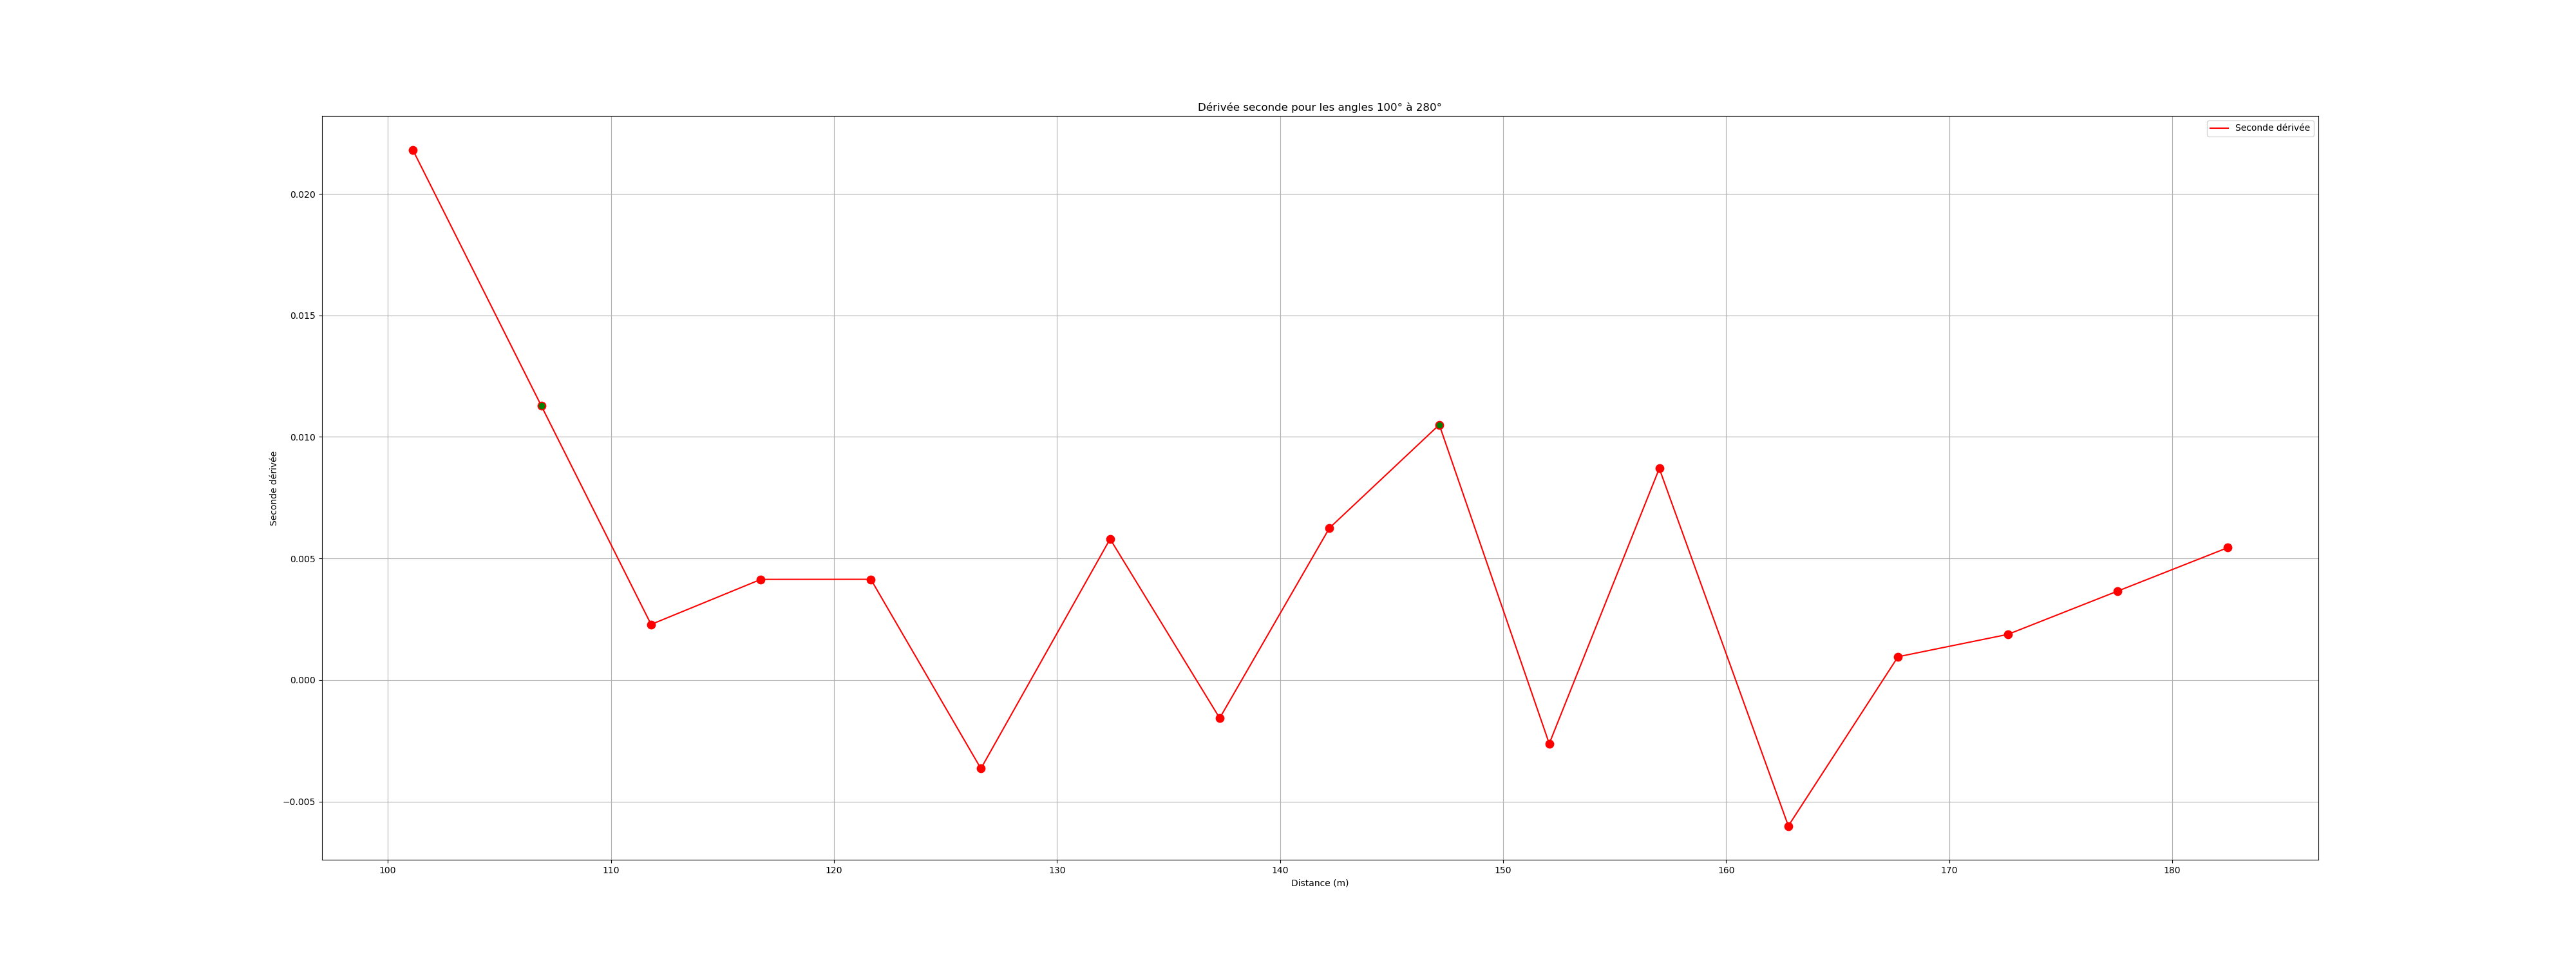 Dérivée seconde pour les angles 100° à 280°
Seconde dérivée
0.020
0.015
0.010
0.005
0.000
−0.005
Seconde dérivée
100 110 120 130 140 150 160 170 180
Distance (m)